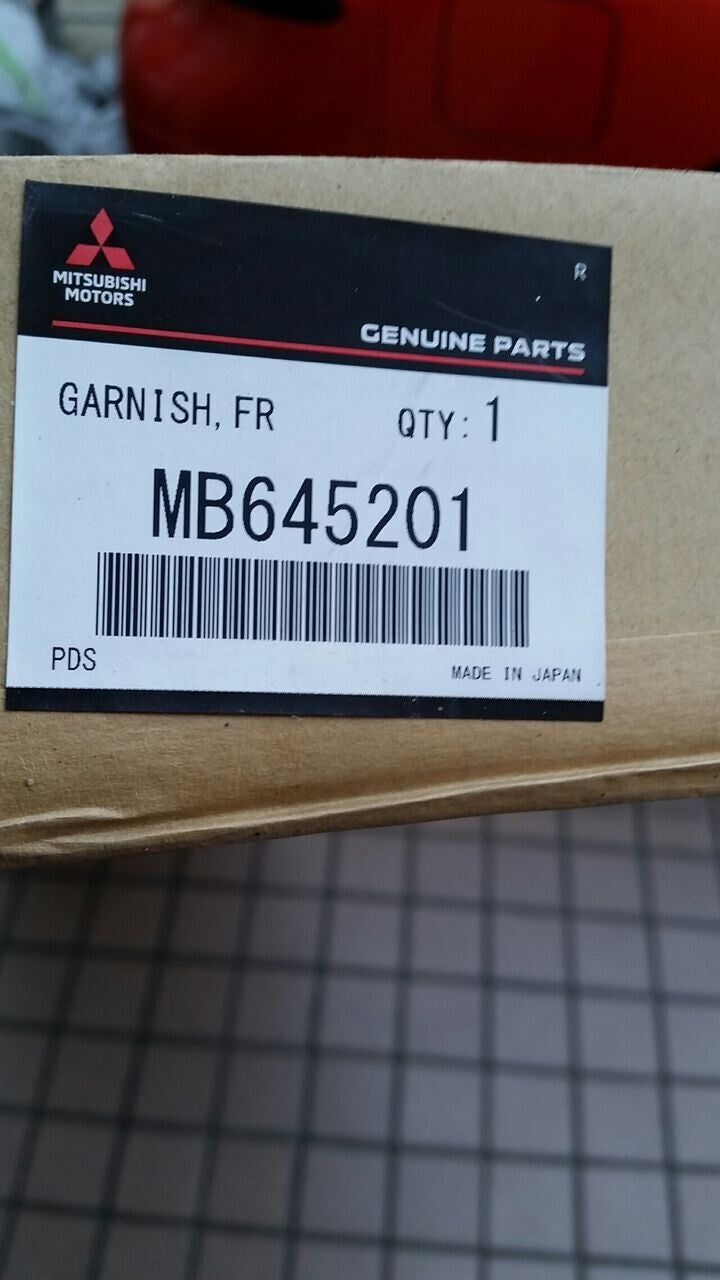 MITSUBISHI
MOTORS
R
GENUINE PARTS
GARNISH, FR
QTY: 1
MB645201
PDS
MADE IN JAPAN